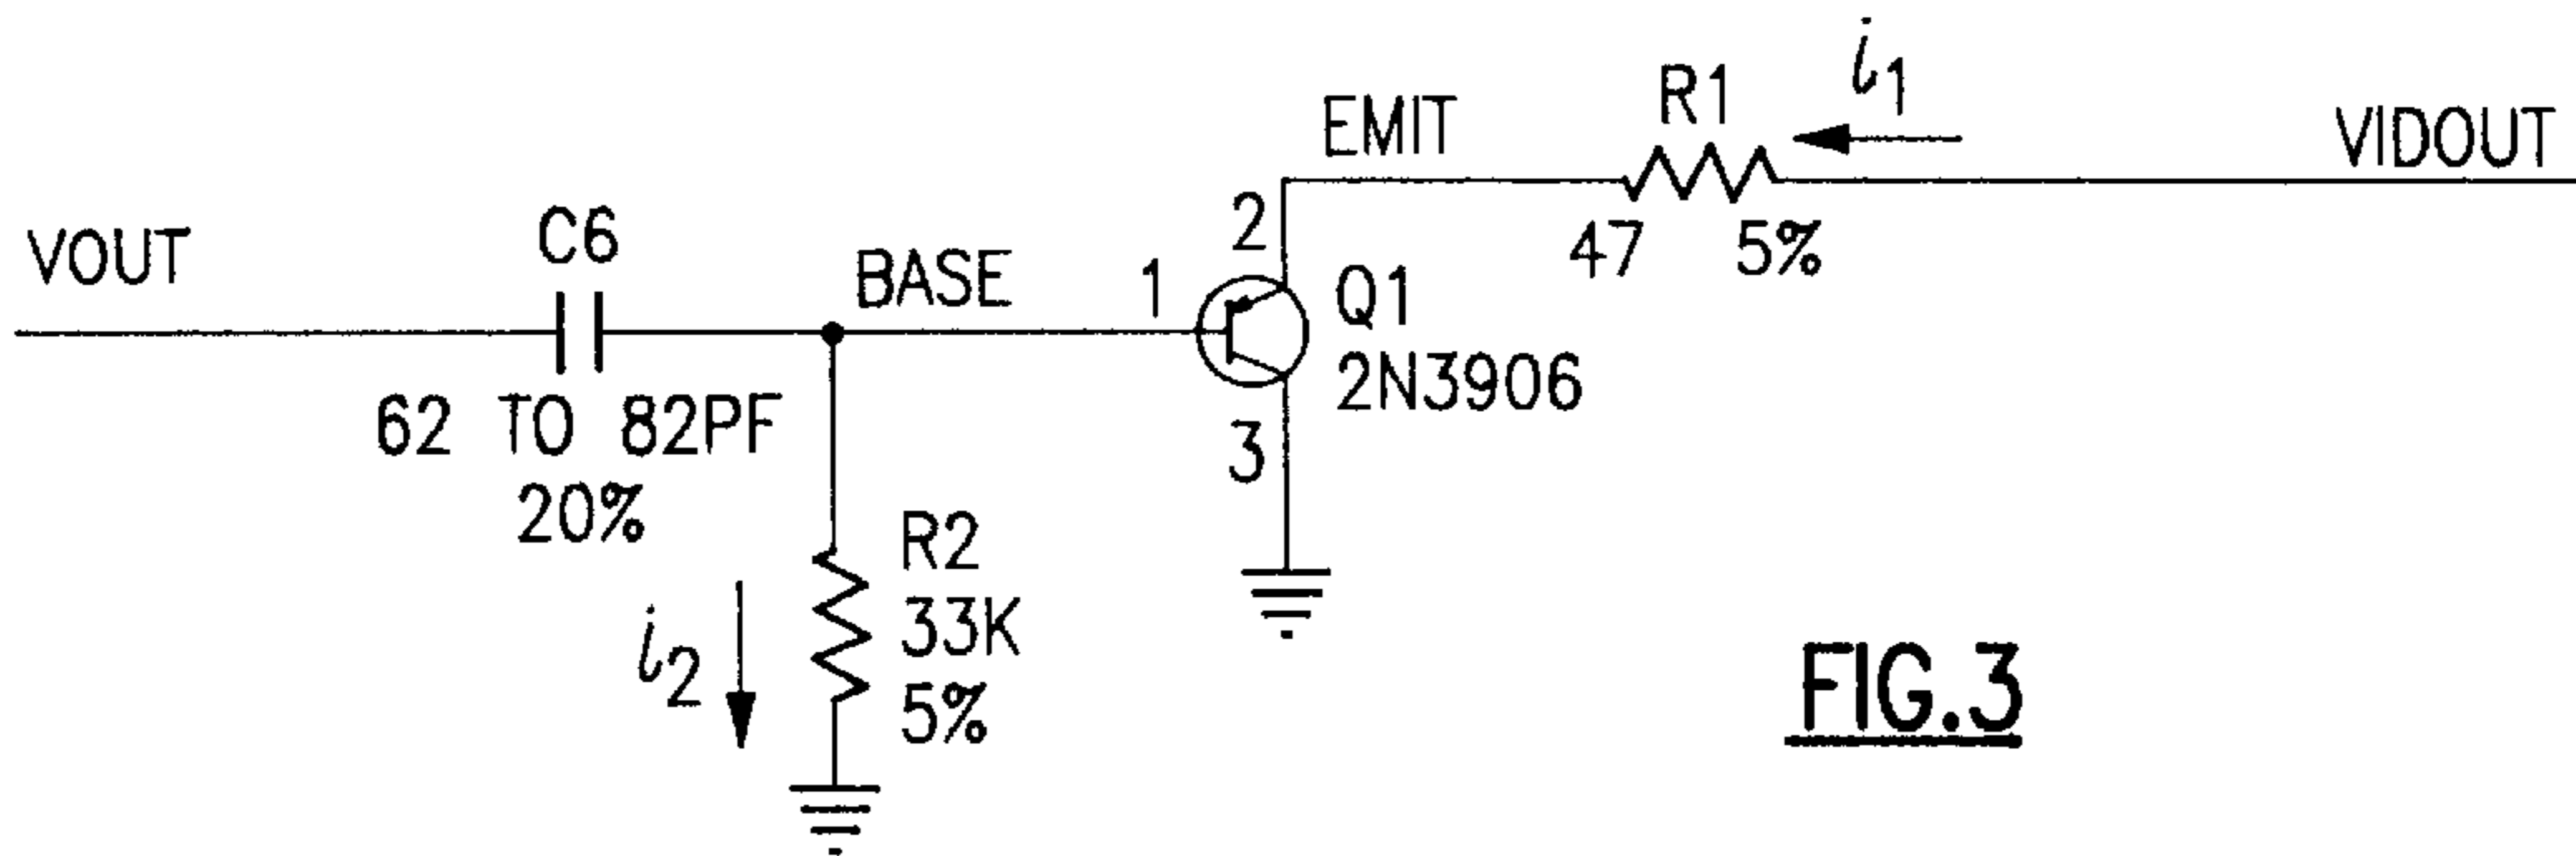 VOUT
C6
62 TO 82PF
20%
BASE
1
2
3
EMIT
Q1
2N3906
R1
47 5%
i1
VIDOUT
i2
R2
33K
5%
FIG.3